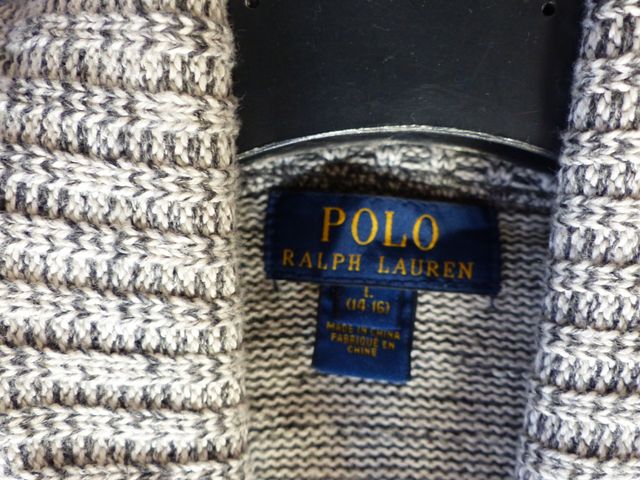 POLO
RALPH LAUREN
L
(14-16)
MADE IN CHINA
FABRIQUE EN
CHINE